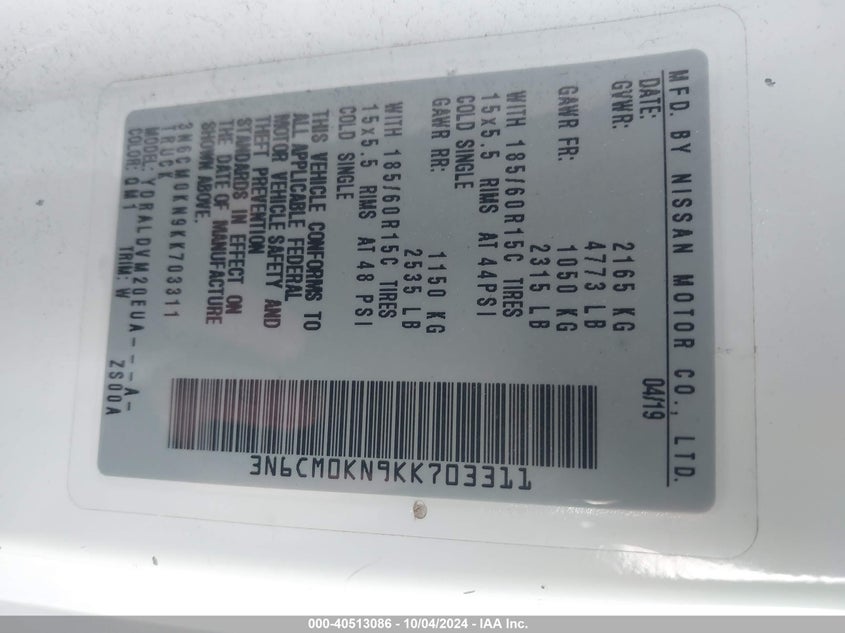 MFD. BY NISSAN MOTOR CO., LTD.
DATE: 04/19
GVWR: 2165 KG
4773 LB
GAWR FR: 1050 KG
2315 LB
WITH 185/60R15C TIRES
15x5.5 RIMS AT 44PSI
COLD SINGLE
GAWR RR: 1150 KG
2535 LB
WITH 185/60R15C TIRES
15x5.5 RIMS AT 48 PSI
COLD SINGLE
THIS VEHICLE CONFORMS TO
ALL APPLICABLE FEDERAL
MOTOR VEHICLE SAFETY AND
THEFT PREVENTION
STANDARDS IN EFFECT ON
THE DATE OF MANUFACTURE
SHOWN ABOVE.
3N6CM0KN9KK703311
TRUCK
MODEL: YDRALDVM20EUA---A-
COLOR: QM1 TRIM: W ZS00A
3N6CM0KN9KK703311
000-40513086 - 10/04/2024 - IAA Inc.